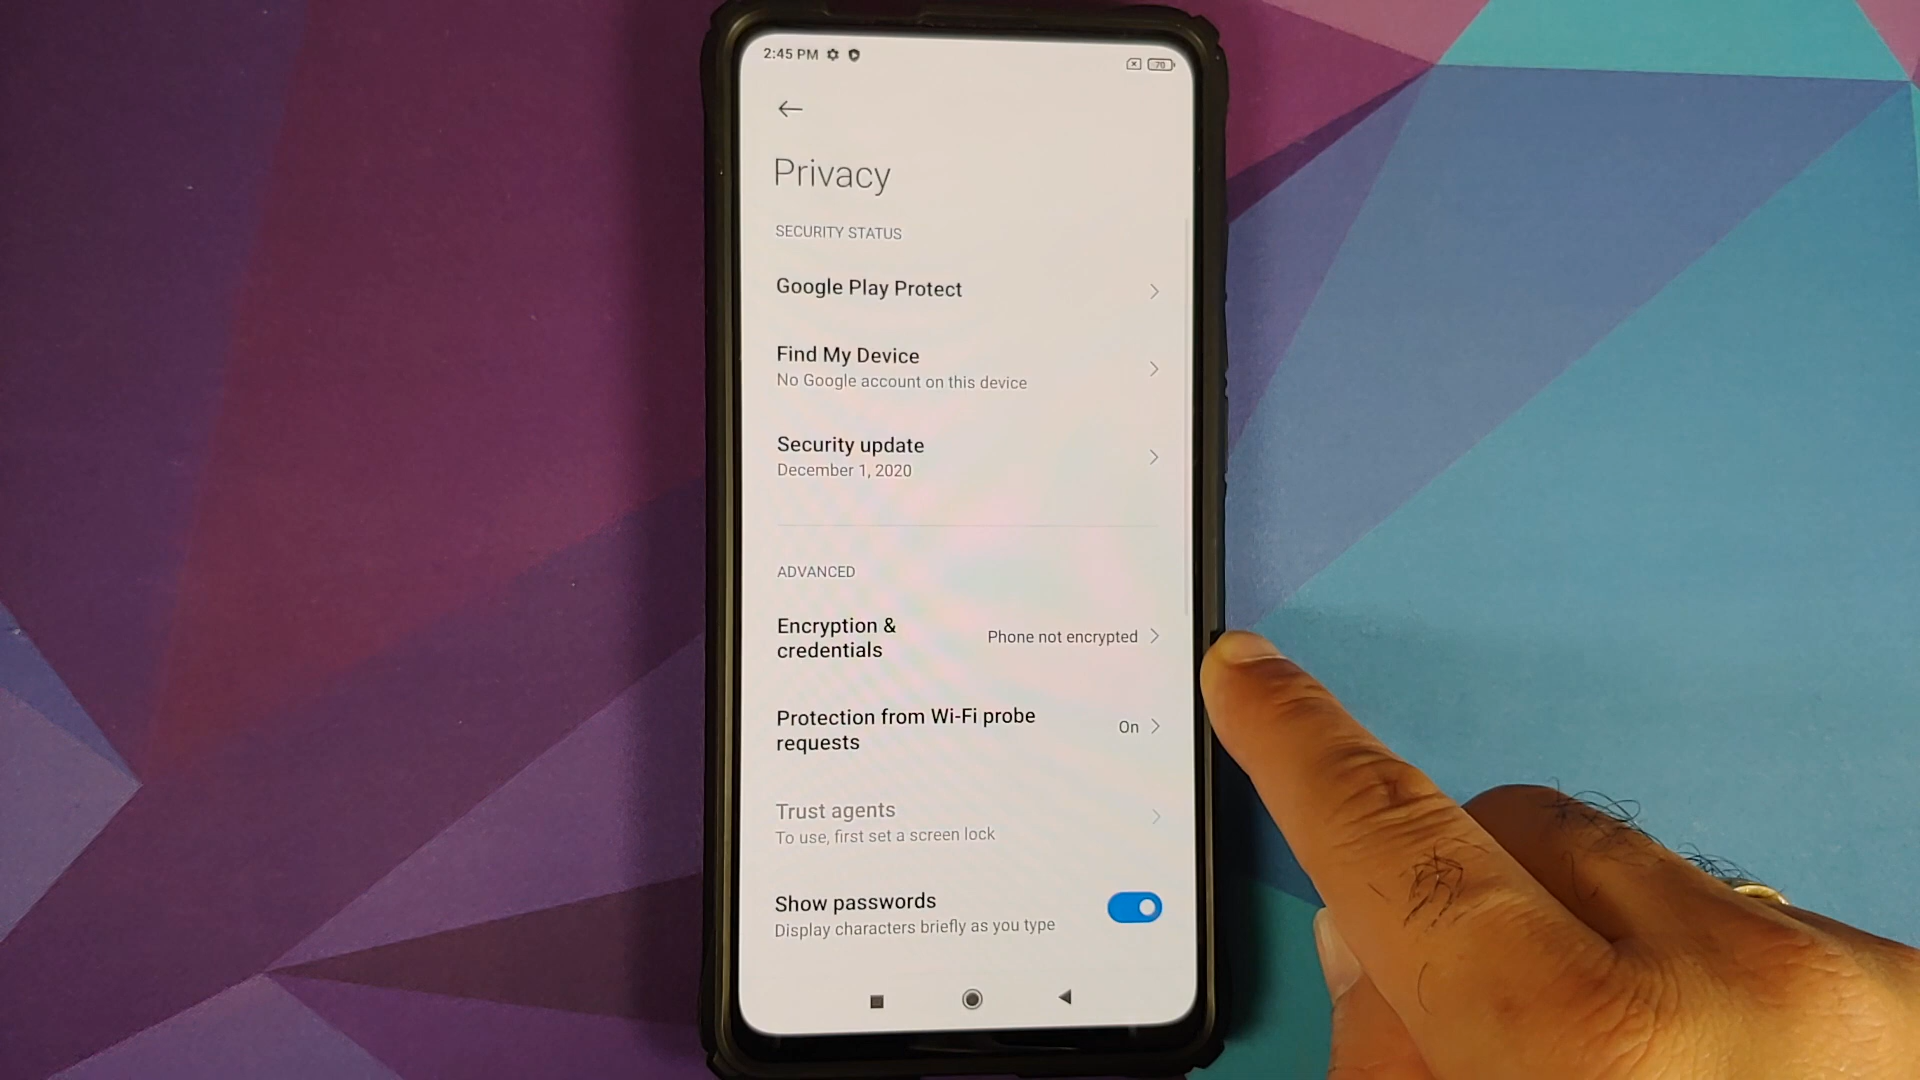 2:45 PM
70
Privacy
SECURITY STATUS
Google Play Protect
Find My Device
No Google account on this device
Security update
December 1, 2020
ADVANCED
Encryption &
credentials
Phone not encrypted
Protection from Wi-Fi probe
requests
On
Trust agents
To use, first set a screen lock
Show passwords
Display characters briefly as you type